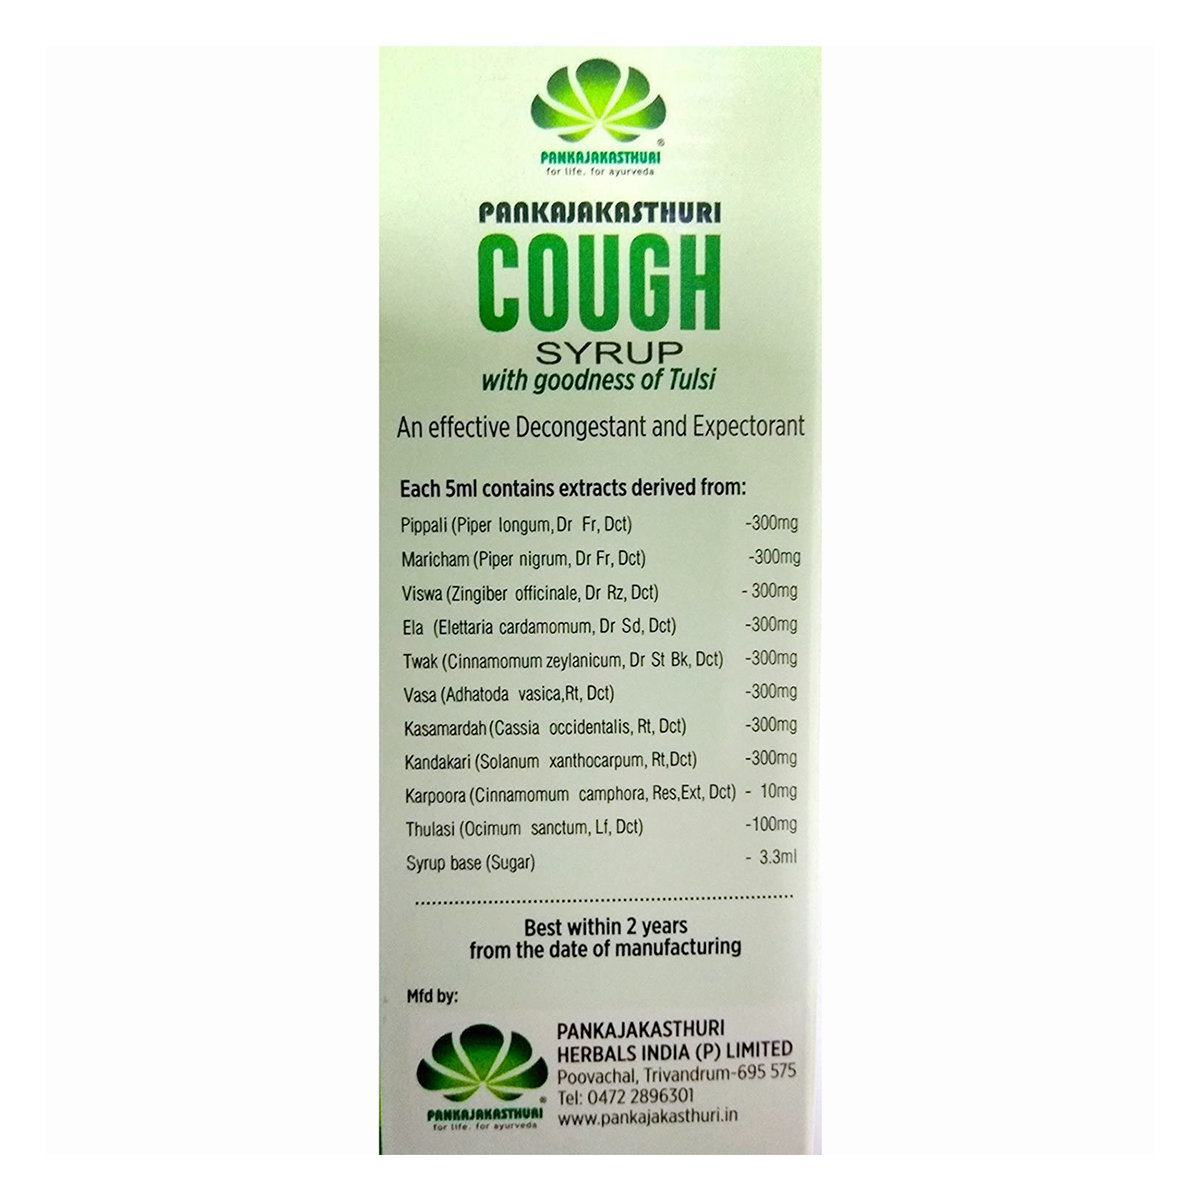 PANKAJAKASTHURI
for life. for ayurveda
PANKAJAKASTHURI
COUGH
SYRUP
with goodness of Tulsi
An effective Decongestant and Expectorant
Each 5ml contains extracts derived from:
Pippali (Piper longum, Dr Fr, Dct) -300mg
Maricham (Piper nigrum, Dr Fr, Dct) -300mg
Viswa (Zingiber officinale, Dr Rz, Dct) - 300mg
Ela (Elettaria cardamomum, Dr Sd, Dct) -300mg
Twak (Cinnamomum zeylanicum, Dr St Bk, Dct) -300mg
Vasa (Adhatoda vasica,Rt, Dct) -300mg
Kasamardah (Cassia occidentalis, Rt, Dct) -300mg
Kandakari (Solanum xanthocarpum, Rt,Dct) -300mg
Karpoora (Cinnamomum camphora, Res,Ext, Dct) - 10mg
Thulasi (Ocimum sanctum, Lf, Dct) -100mg
Syrup base (Sugar) - 3.3ml
Best within 2 years
from the date of manufacturing
Mfd by:
PANKAJAKASTHURI
for life. for ayurveda
PANKAJAKASTHURI
HERBALS INDIA (P) LIMITED
Poovachal, Trivandrum-695 575
Tel: 0472 2896301
www.pankajakasthuri.in